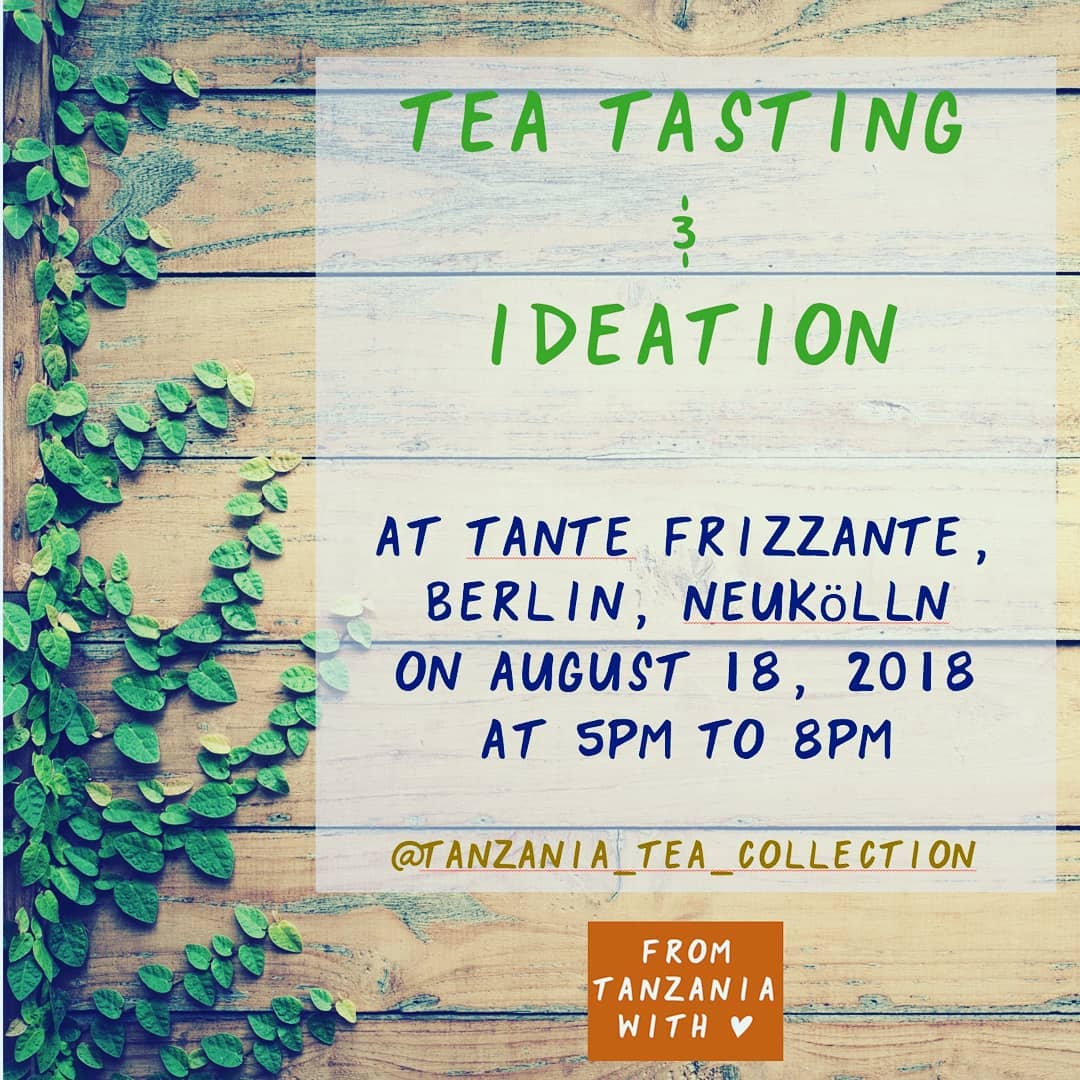 TEA TASTING
&
IDEATION
AT TANTE FRIZZANTE,
BERLIN, NEUKöLLN
ON AUGUST 18, 2018
AT 5PM TO 8PM
@TANZANIA_TEA_COLLECTION
FROM
TANZANIA
WITH ♥